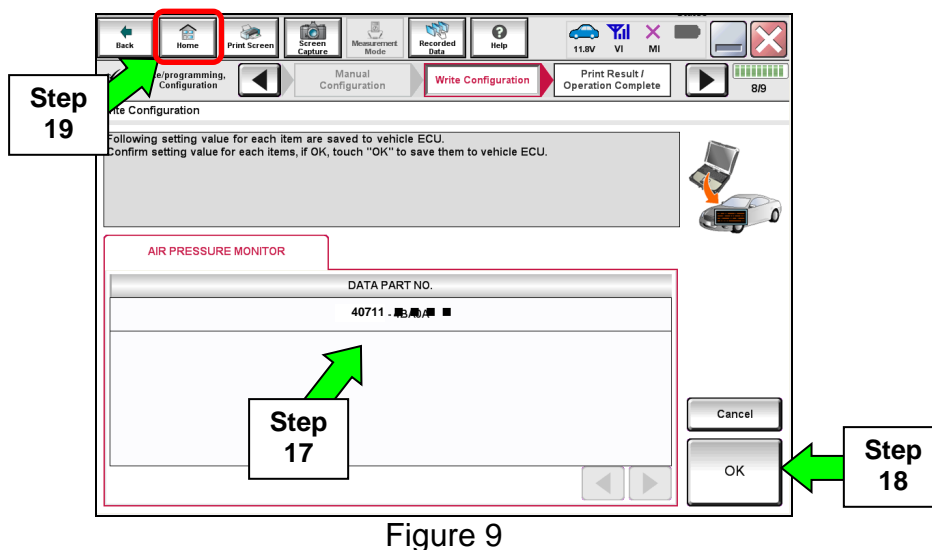 Back Home Print Screen Screen Capture Measurement Mode Recorded Data Help 11.8V VI MI
e/programming, Configuration Manual Configuration Write Configuration Print Result / Operation Complete 8/9
Step 19
ite Configuration
Following setting value for each item are saved to vehicle ECU.
Confirm setting value for each items, if OK, touch "OK" to save them to vehicle ECU.
AIR PRESSURE MONITOR
DATA PART NO.
40711 -
Step 17
Cancel
OK
Step 18
Figure 9